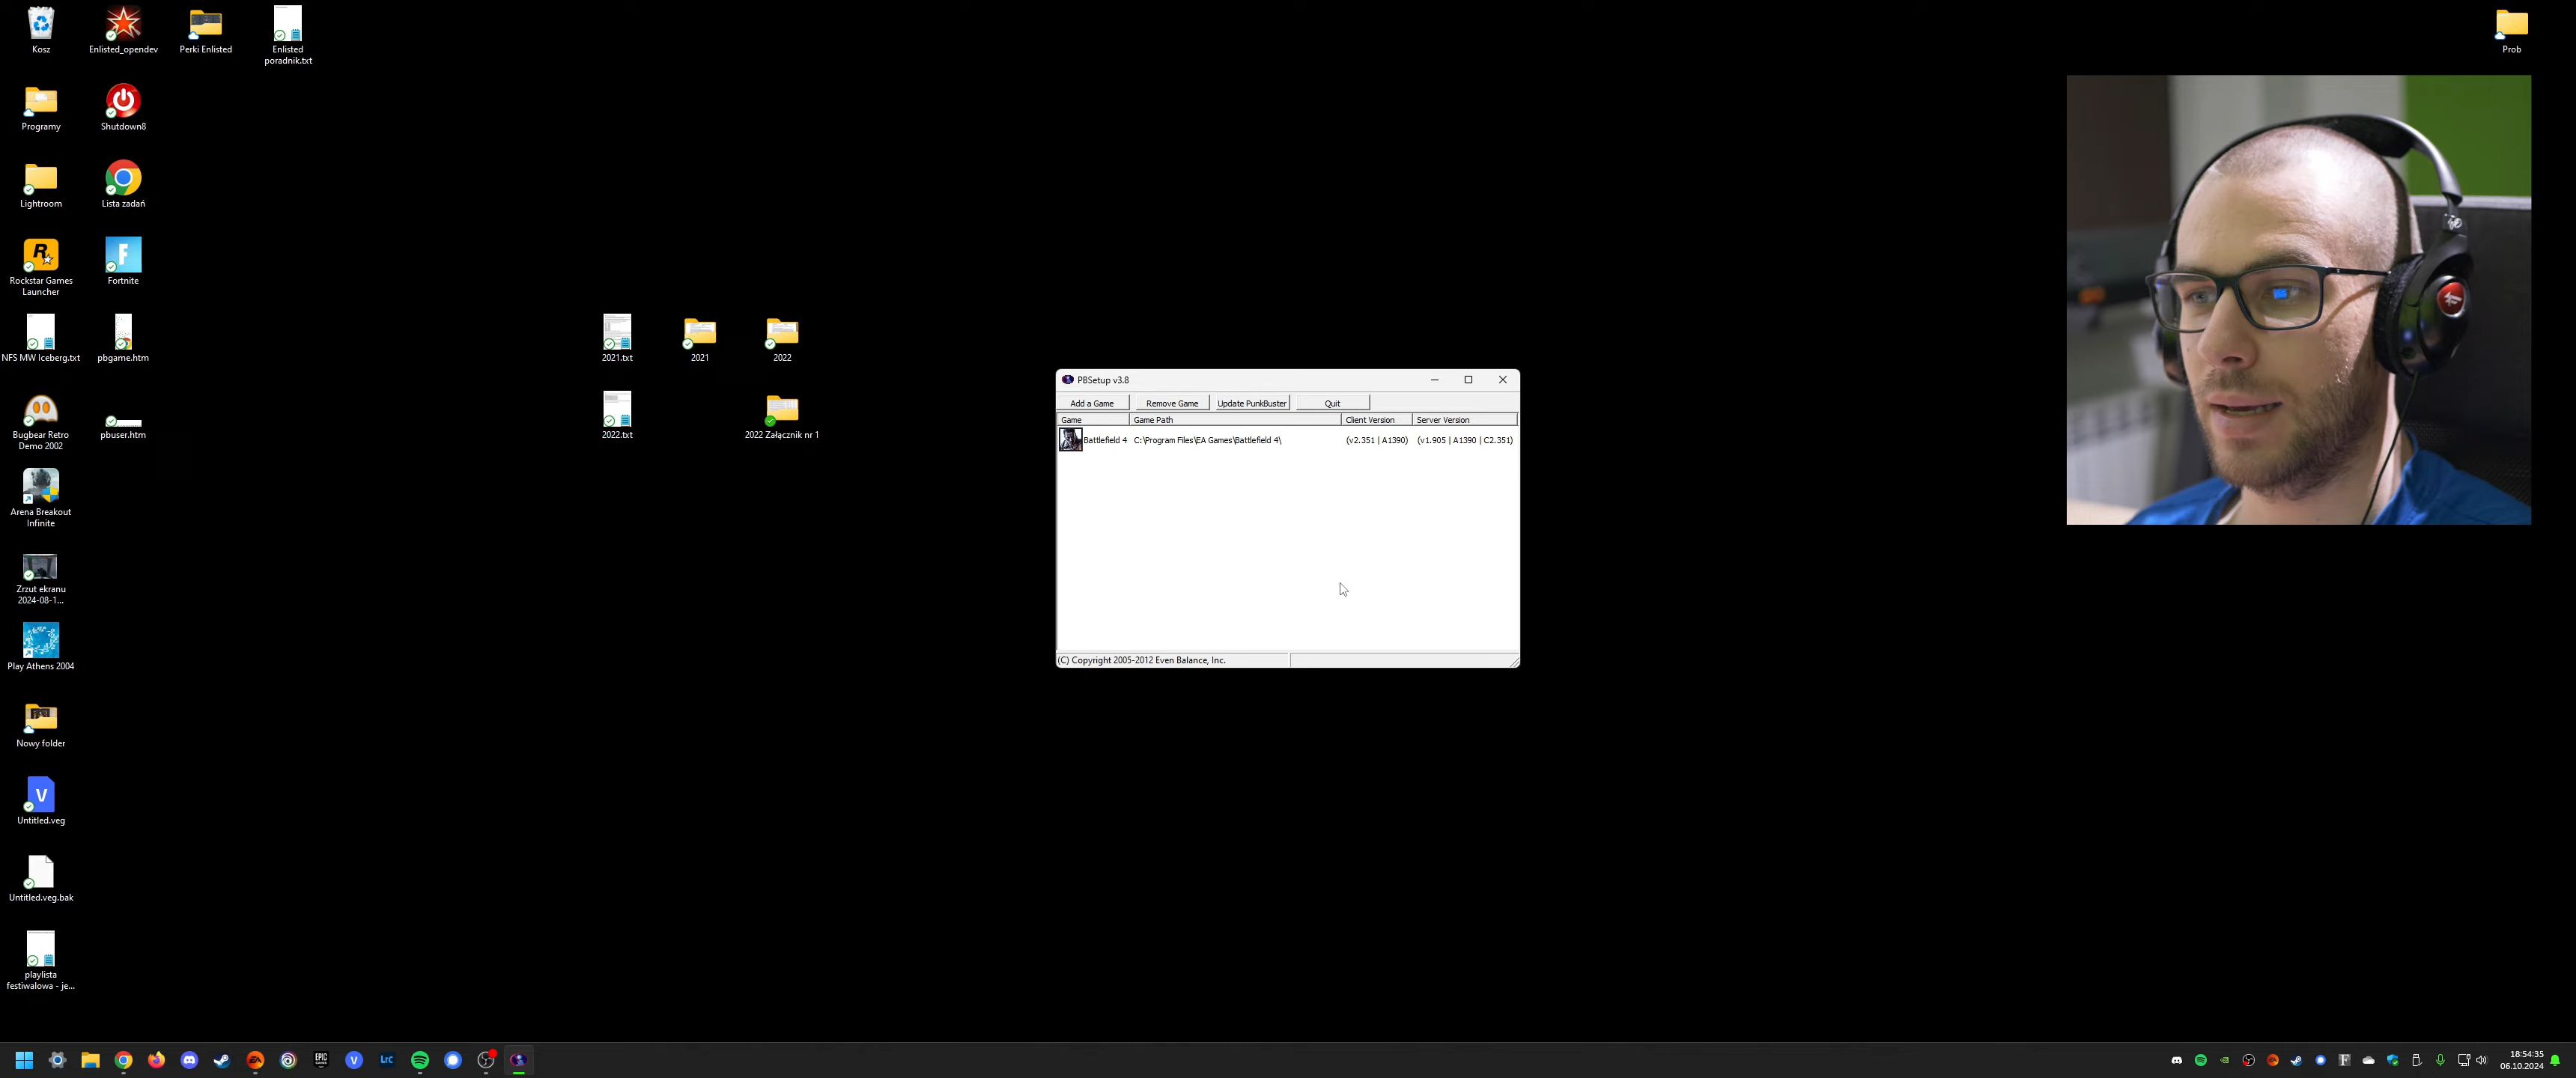 Kosz
Enlisted_opendev
Perki Enlisted
Enlisted
poradnik.txt
Prob
Programy
Shutdown8
Lightroom
Lista zadań
Rockstar Games
Launcher
Fortnite
NFS MW Iceberg.txt
pbgame.htm
2021.txt
2021
2022
Bugbear Retro
Demo 2002
pbuser.htm
2022.txt
2022 Załącznik nr 1
Arena Breakout
Infinite
Zrzut ekranu
2024-08-1...
Play Athens 2004
Nowy folder
V
Untitled.veg
Untitled.veg.bak
playlista
festiwalowa - je...
PBSetup v3.8
Add a Game
Remove Game
Update PunkBuster
Quit
Game
Game Path
Client Version
Server Version
Battlefield 4
C:\Program Files\EA Games\Battlefield 4\
(v2.351 | A1390)
(v1.905 | A1390 | C2.351)
(C) Copyright 2005-2012 Even Balance, Inc.
EA
EPIC
V
LrC
18:54:35
06.10.2024